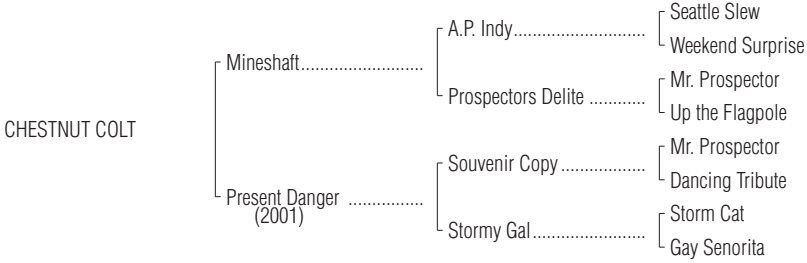 Seattle Slew
A.P. Indy..........................
Weekend Surprise
Mineshaft........................
Mr. Prospector
Prospectors Delite ...........
Up the Flagpole
CHESTNUT COLT
Mr. Prospector
Souvenir Copy .................
Dancing Tribute
Present Danger ...............
(2001)
Storm Cat
Stormy Gal......................
Gay Senorita